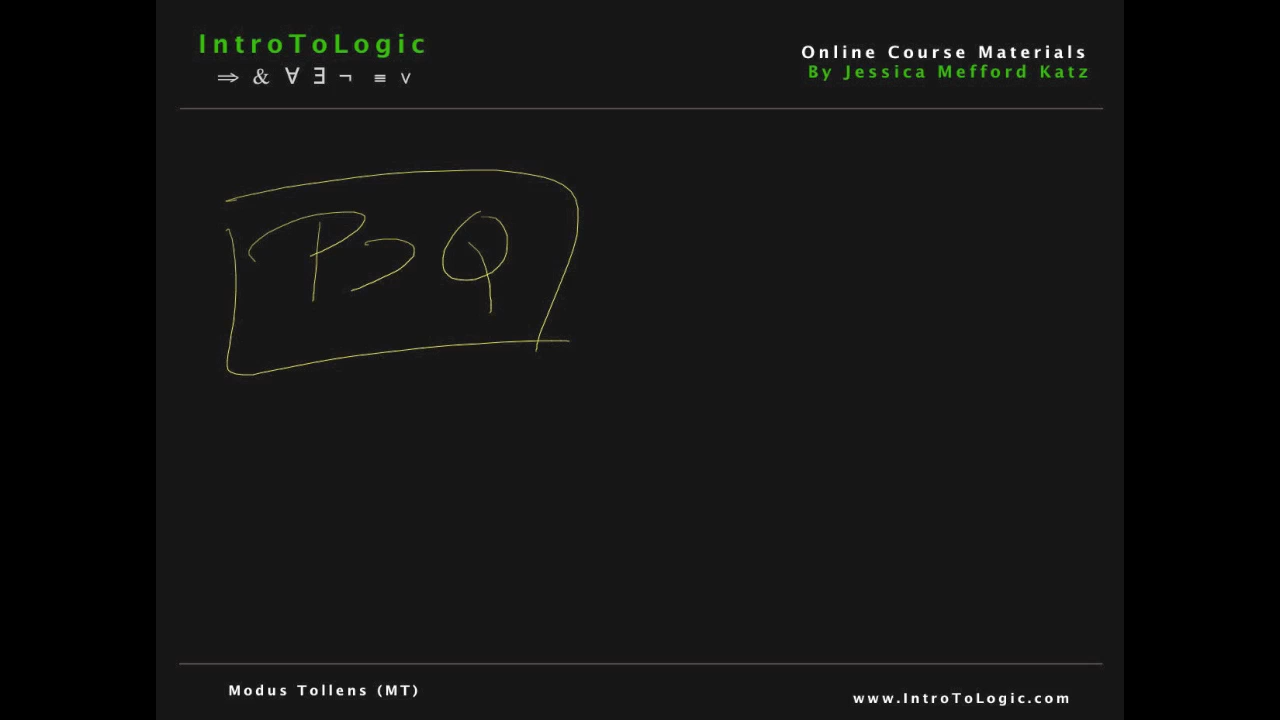 IntroToLogic
⇒ & ∀ ∃ ¬ ≡ ∨
Online Course Materials
By Jessica Mefford Katz
P ⊃ Q
Modus Tollens (MT)
www.IntroToLogic.com